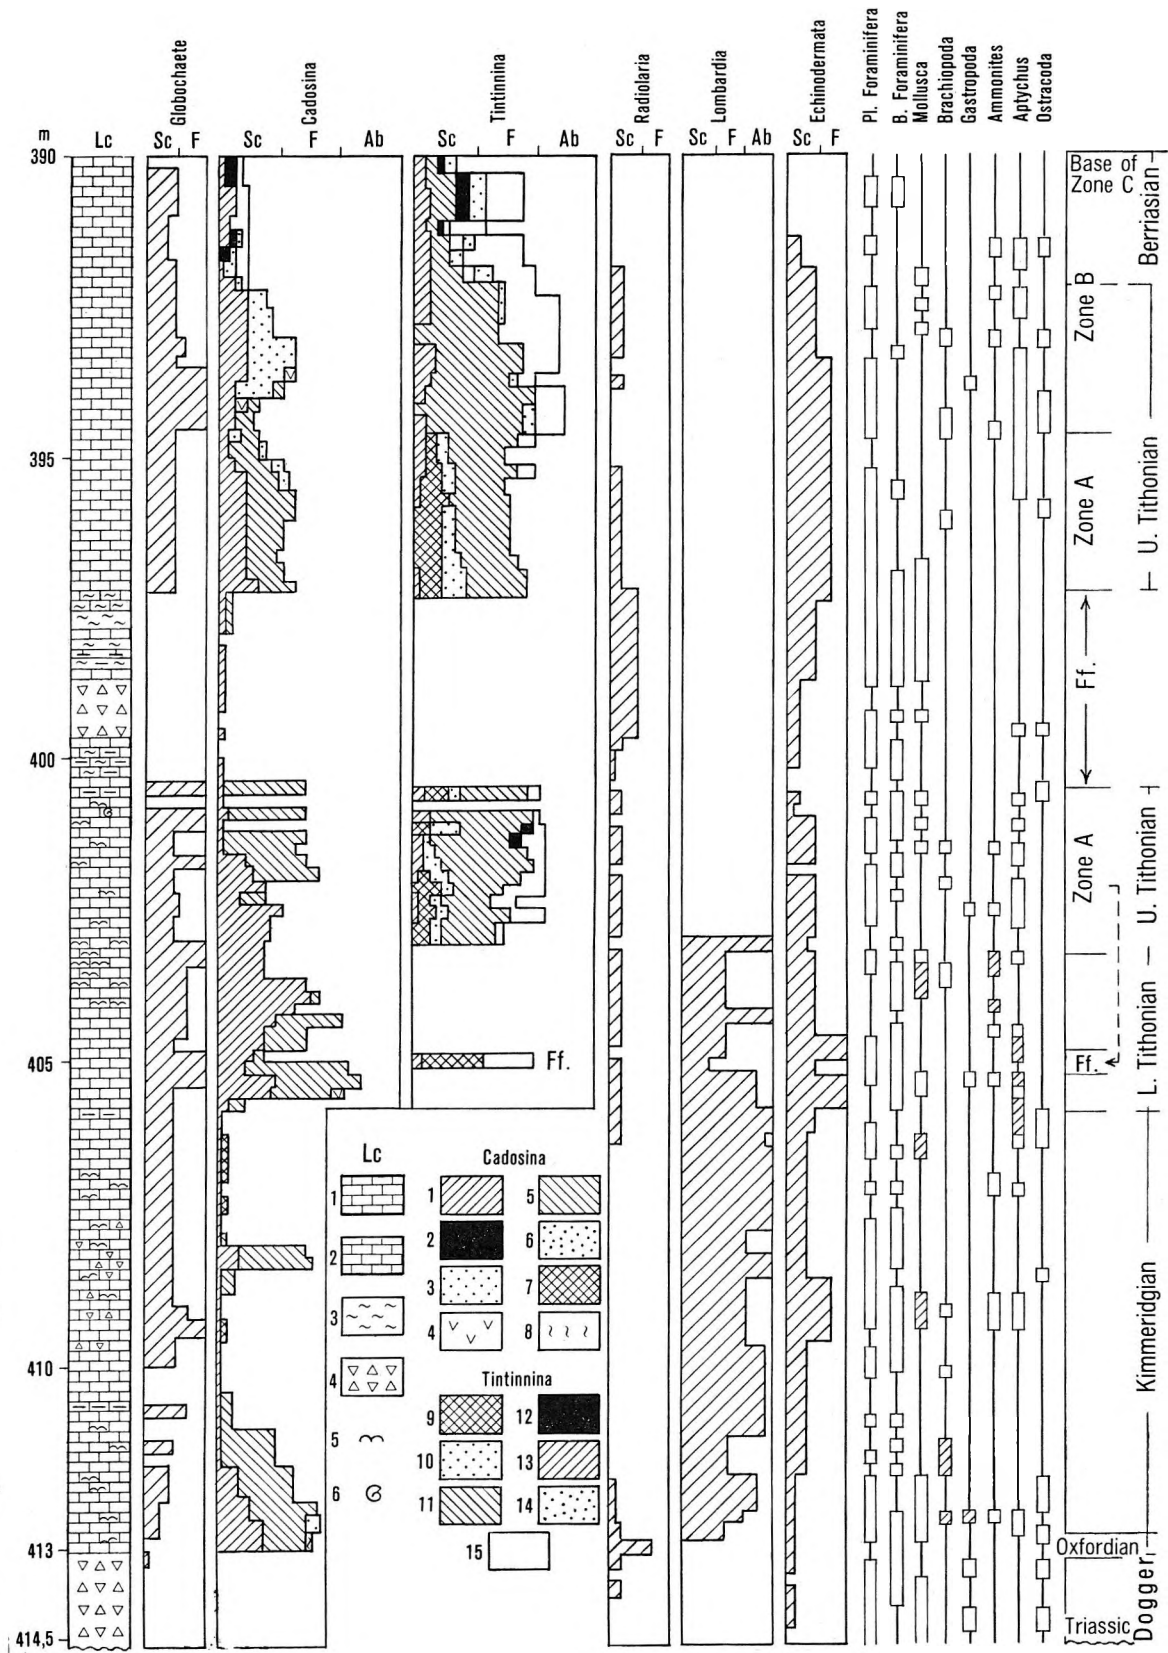 Globochaete
Cadosina
Tintinnina
Radiolaria
Lombardia
Echinodermata
Pl. Foraminifera
B. Foraminifera
Mollusca
Brachiopoda
Gastropoda
Ammonites
Aptychus
Ostracoda
m
Lc
Sc F
Sc F Ab
Sc F Ab
Sc F
Sc F Ab
Sc F
390
395
400
405
410
413
414,5
Base of
Zone C
Berriasian
Zone B
Zone A
U. Tithonian
Ff.
Zone A
U. Tithonian
Ff.
L. Tithonian
Kimmeridgian
Oxfordian
Dogger
Triassic
Ff.
Lc
1
2
3
4
5
6
Cadosina
1 5
2 6
3 7
4 8
Tintinnina
9 12
10 13
11 14
15